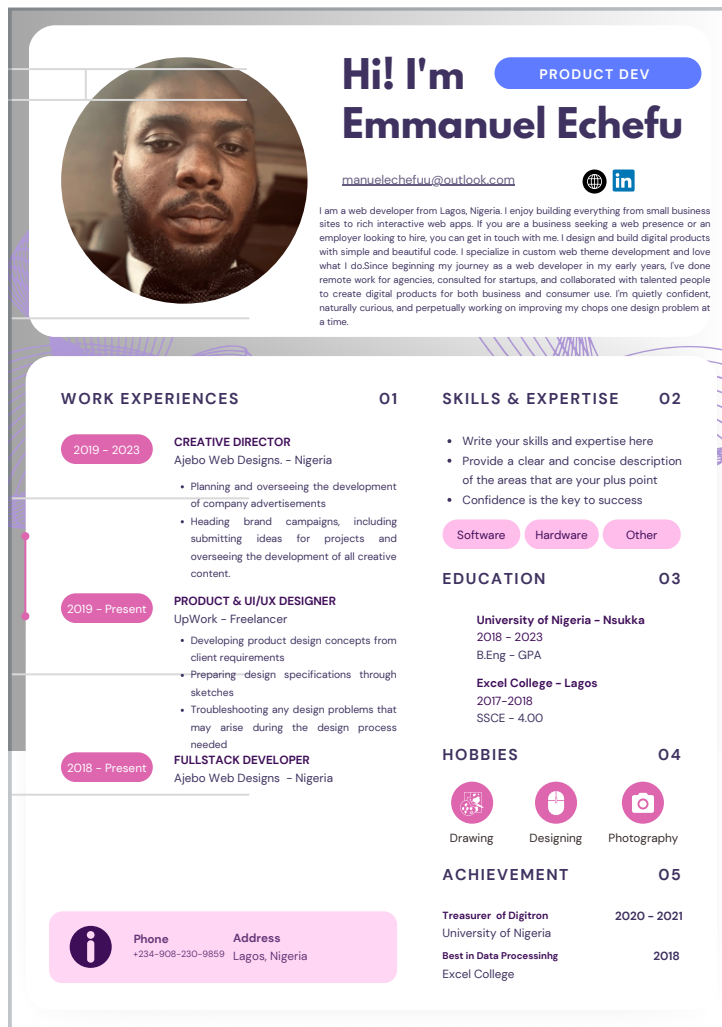 Hi! I'm
PRODUCT DEV
Emmanuel Echefu
manuelechefuu@outlook.com
in
I am a web developer from Lagos, Nigeria. I enjoy building everything from small business
sites to rich interactive web apps. If you are a business seeking a web presence or an
employer looking to hire, you can get in touch with me. I design and build digital products
with simple and beautiful code. I specialize in custom web theme development and love
what I do.Since beginning my journey as a web developer in my early years, I've done
remote work for agencies, consulted for startups, and collaborated with talented people
to create digital products for both business and consumer use. I'm quietly confident,
naturally curious, and perpetually working on improving my chops one design problem at
a time.
WORK EXPERIENCES 01
2019 - 2023
CREATIVE DIRECTOR
Ajebo Web Designs. - Nigeria
• Planning and overseeing the development
of company advertisements
• Heading brand campaigns, including
submitting ideas for projects and
overseeing the development of all creative
content.
2019 - Present
PRODUCT & UI/UX DESIGNER
UpWork - Freelancer
• Developing product design concepts from
client requirements
• Preparing design specifications through
sketches
• Troubleshooting any design problems that
may arise during the design process
needed
2018 - Present
FULLSTACK DEVELOPER
Ajebo Web Designs - Nigeria
Phone
+234-908-230-9859
Address
Lagos, Nigeria
SKILLS & EXPERTISE 02
• Write your skills and expertise here
• Provide a clear and concise description
of the areas that are your plus point
• Confidence is the key to success
Software Hardware Other
EDUCATION 03
University of Nigeria - Nsukka
2018 - 2023
B.Eng - GPA
Excel College - Lagos
2017-2018
SSCE - 4.00
HOBBIES 04
Drawing Designing Photography
ACHIEVEMENT 05
Treasurer of Digitron 2020 - 2021
University of Nigeria
Best in Data Processinhg 2018
Excel College